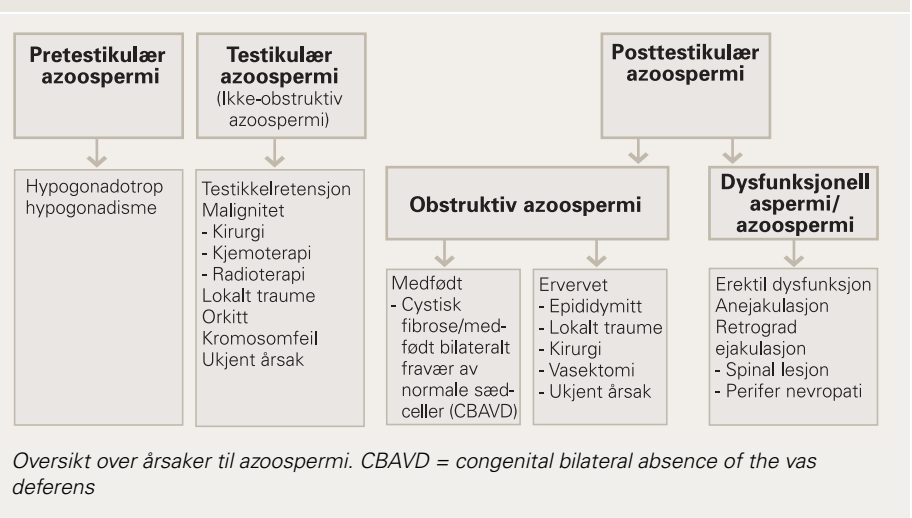 Pretestikulær
azoospermi
Hypogonadotrop
hypogonadisme
Testikulær
azoospermi
(Ikke-obstruktiv
azoospermi)
Testikkelretensjon
Malignitet
- Kirurgi
- Kjemoterapi
- Radioterapi
Lokalt traume
Orkitt
Kromosomfeil
Ukjent årsak
Posttestikulær
azoospermi
Obstruktiv azoospermi
Medfødt
- Cystisk
fibrose/med-
født bilateralt
fravær av
normale sæd-
celler (CBAVD)
Ervervet
- Epididymitt
- Lokalt traume
- Kirurgi
- Vasektomi
- Ukjent årsak
Dysfunksjonell
aspermi/
azoospermi
Erektil dysfunksjon
Anejakulasjon
Retrograd
ejakulasjon
- Spinal lesjon
- Perifer nevropati
Oversikt over årsaker til azoospermi. CBAVD = congenital bilateral absence of the vas
deferens